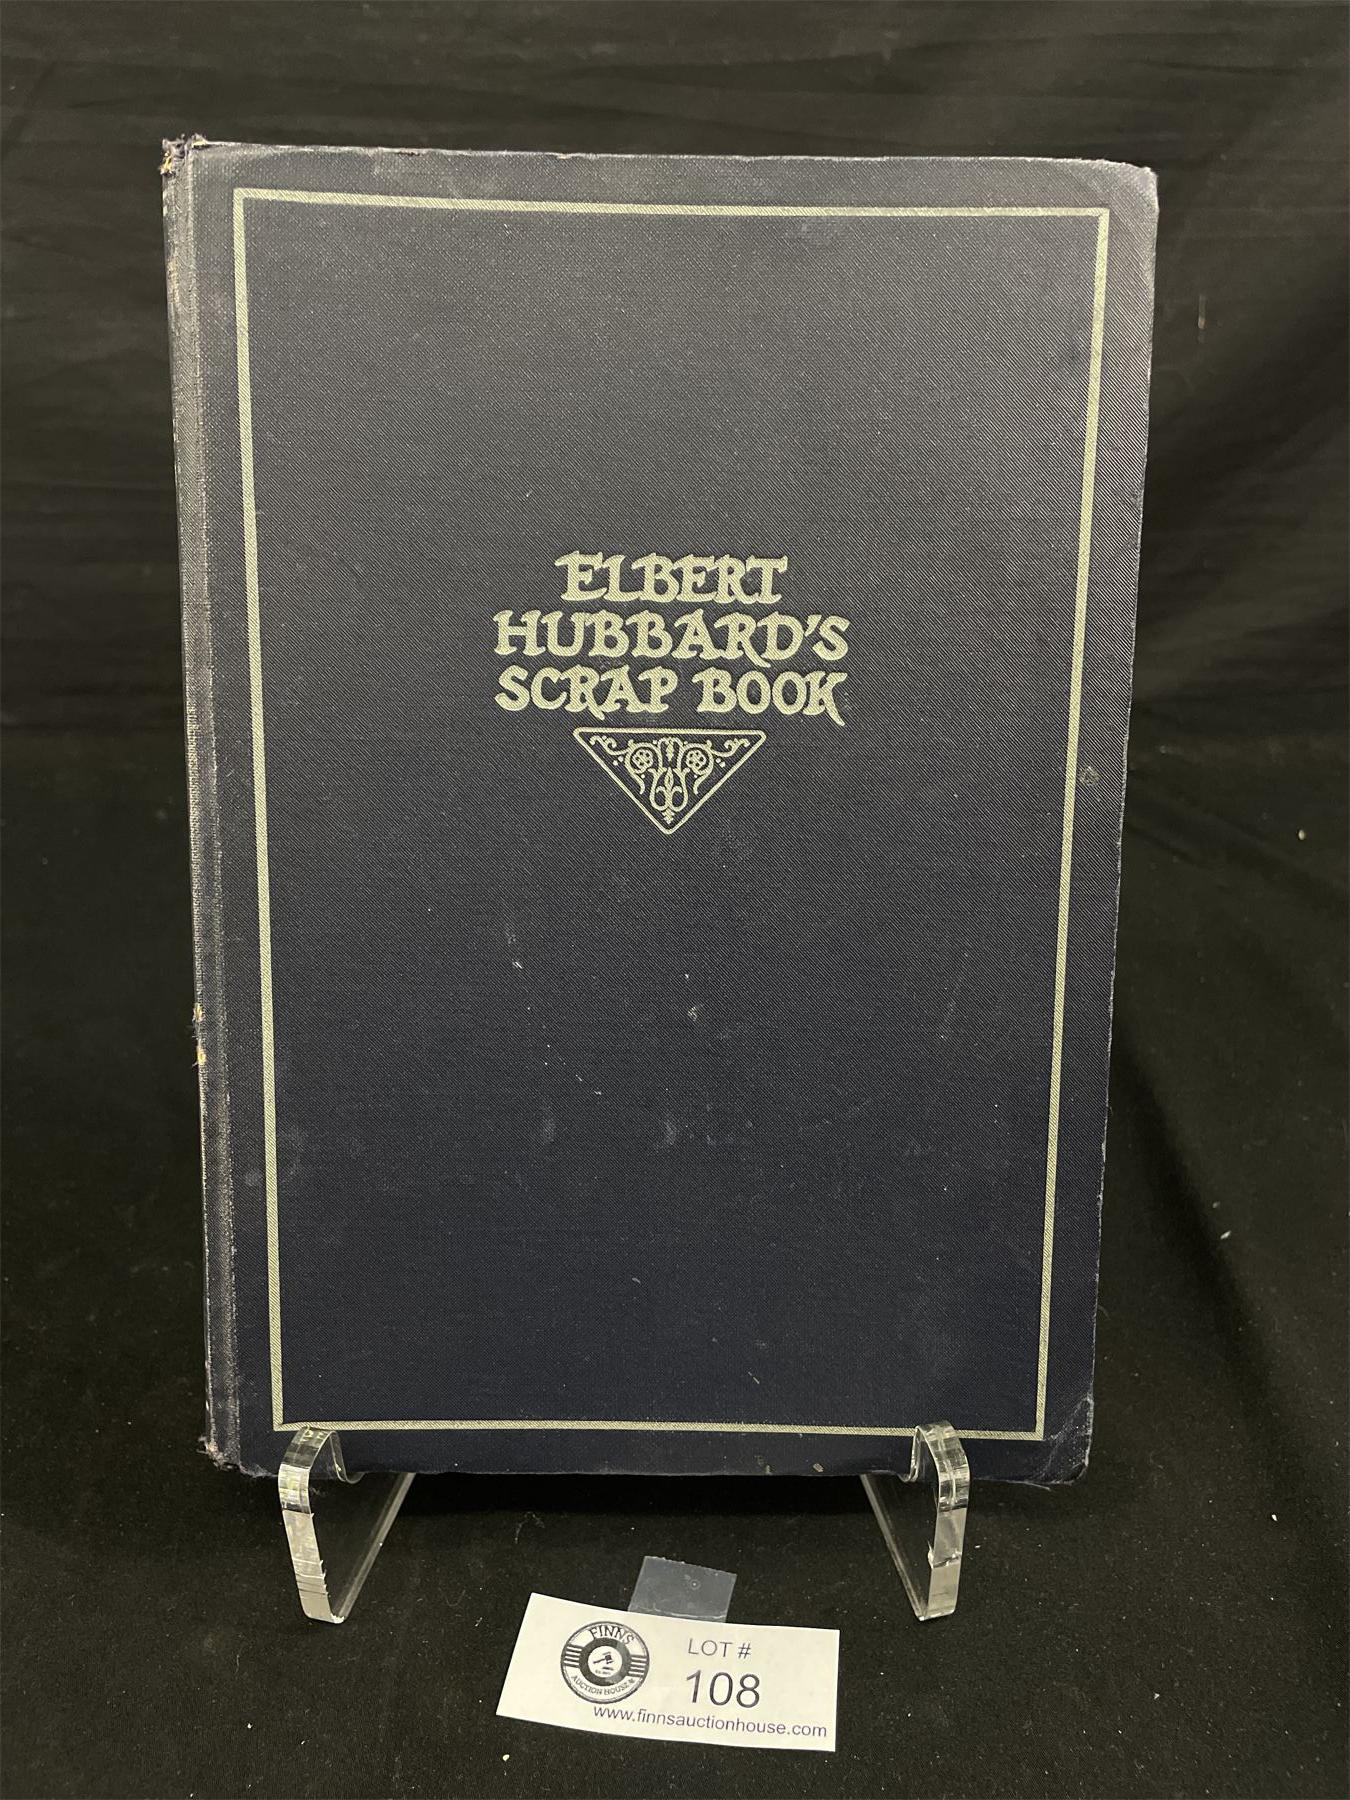 ELBERT
HUBBARD'S
SCRAP BOOK
FINNS
AUCTION HOUSE
LOT #
108
www.finnsauctionhouse.com